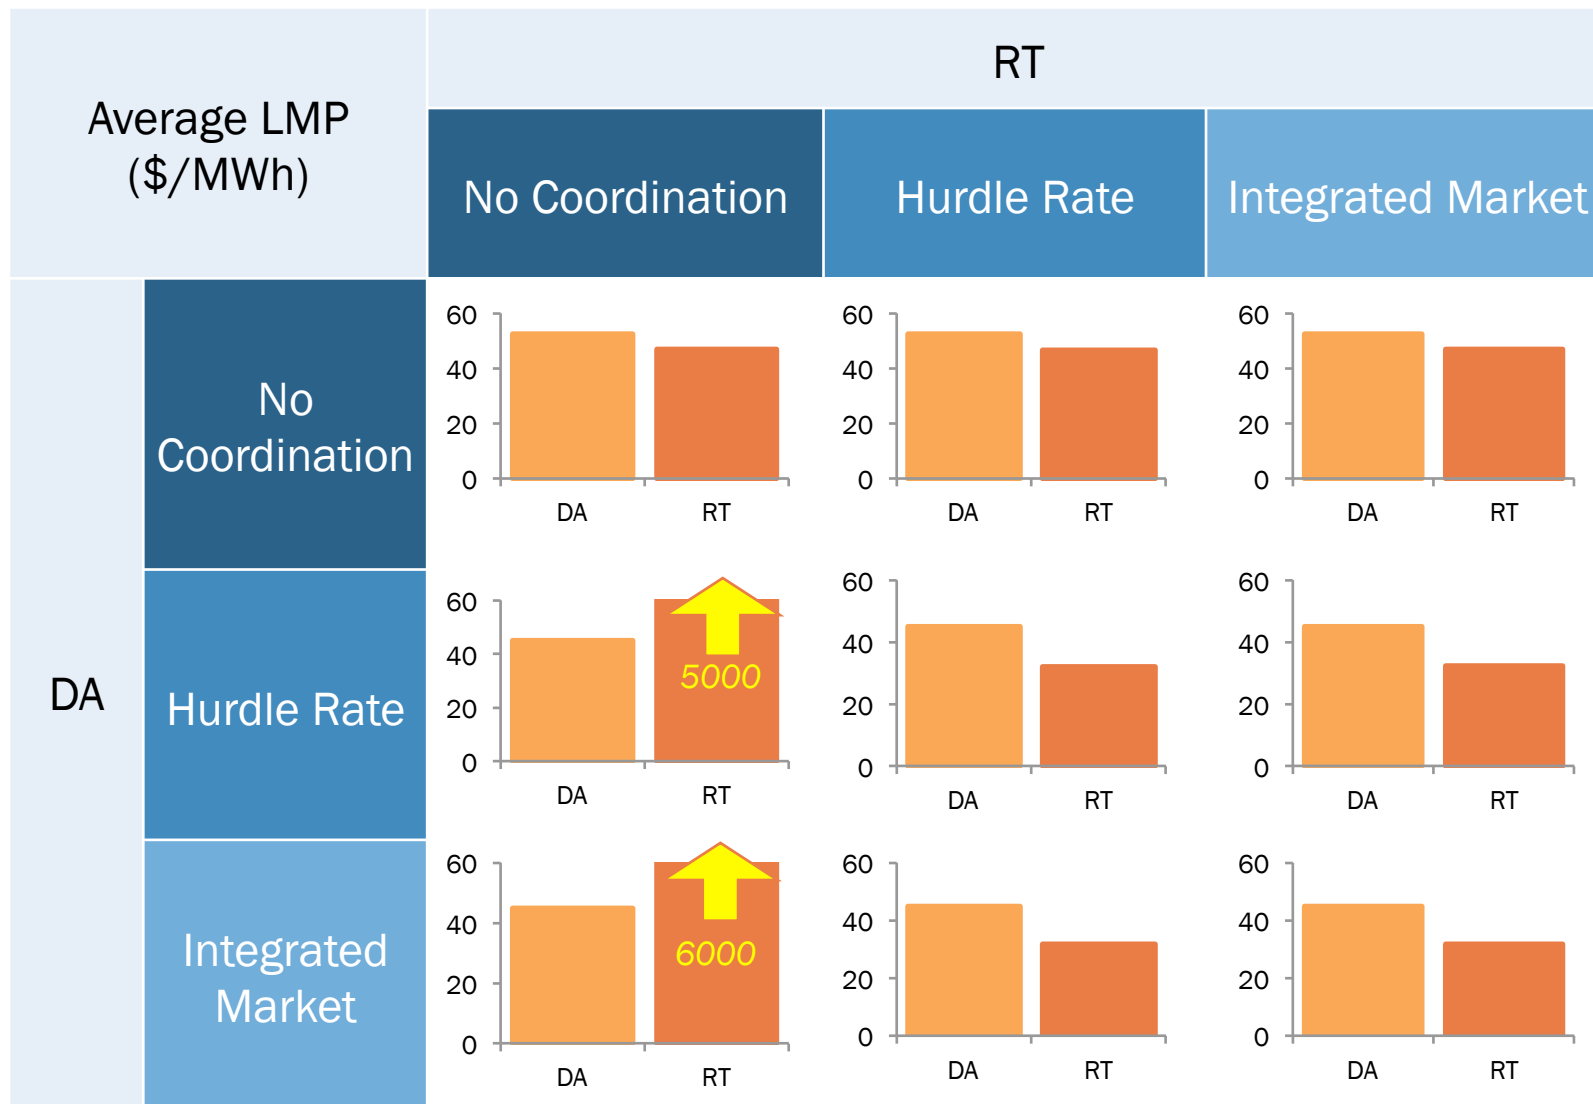 Average LMP
($/MWh)
RT
No Coordination
Hurdle Rate
Integrated Market
DA
No
Coordination
60
40
20
0
DA
RT
60
40
20
0
DA
RT
60
40
20
0
DA
RT
Hurdle Rate
60
40
20
0
5000
DA
RT
60
40
20
0
DA
RT
60
40
20
0
DA
RT
Integrated
Market
60
40
20
0
6000
DA
RT
60
40
20
0
DA
RT
60
40
20
0
DA
RT